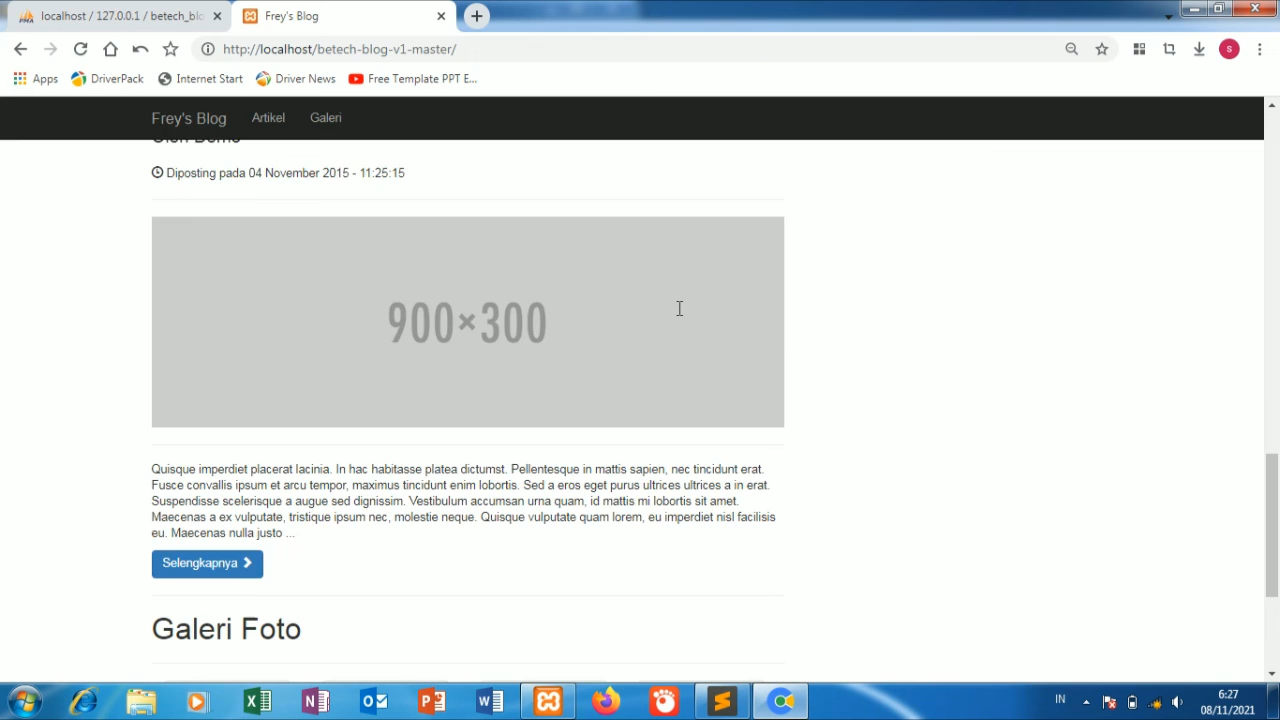 localhost / 127.0.0.1 / betech_blo
Frey's Blog
http://localhost/betech-blog-v1-master/
S
Apps
DriverPack
Internet Start
Driver News
Free Template PPT E...
Frey's Blog
Artikel
Galeri
Oleh Demo
Diposting pada 04 November 2015 - 11:25:15
900×300
Quisque imperdiet placerat lacinia. In hac habitasse platea dictumst. Pellentesque in mattis sapien, nec tincidunt erat.
Fusce convallis ipsum et arcu tempor, maximus tincidunt enim lobortis. Sed a eros eget purus ultrices ultrices a in erat.
Suspendisse scelerisque a augue sed dignissim. Vestibulum accumsan urna quam, id mattis mi lobortis sit amet.
Maecenas a ex vulputate, tristique ipsum nec, molestie neque. Quisque vulputate quam lorem, eu imperdiet nisl facilisis
eu. Maecenas nulla justo ...
Selengkapnya
Galeri Foto
IN
6:27
08/11/2021